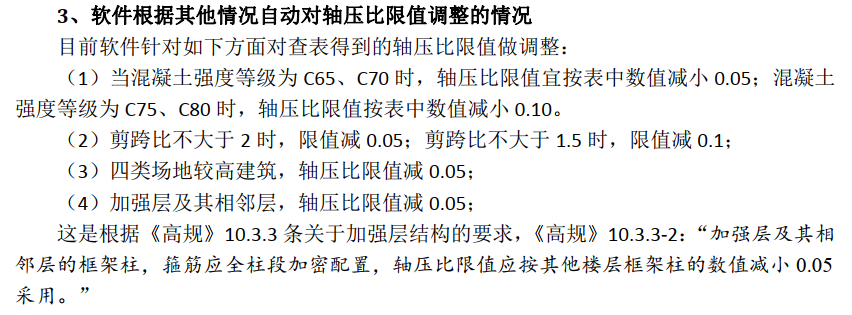 3、软件根据其他情况自动对轴压比限值调整的情况
目前软件针对如下方面对查表得到的轴压比限值做调整：
（1）当混凝土强度等级为 C65、C70 时，轴压比限值宜按表中数值减小 0.05；混凝土
强度等级为 C75、C80 时，轴压比限值按表中数值减小 0.10。
（2）剪跨比不大于 2 时，限值减 0.05；剪跨比不大于 1.5 时，限值减 0.1；
（3）四类场地较高建筑，轴压比限值减 0.05；
（4）加强层及其相邻层，轴压比限值减 0.05；
这是根据《高规》10.3.3 条关于加强层结构的要求，《高规》10.3.3-2：“加强层及其相
邻层的框架柱，箍筋应全柱段加密配置，轴压比限值应按其他楼层框架柱的数值减小 0.05
采用。”